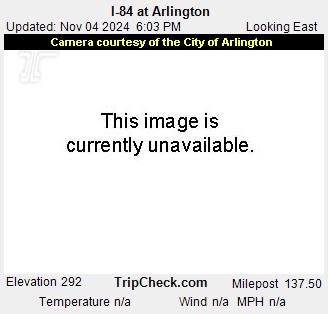 I-84 at Arlington
Updated: Nov 04 2024 6:03 PM Looking East
Camera courtesy of the City of Arlington
This image is
currently unavailable.
Elevation 292 TripCheck.com Milepost 137.50
Temperature n/a Wind n/a MPH n/a